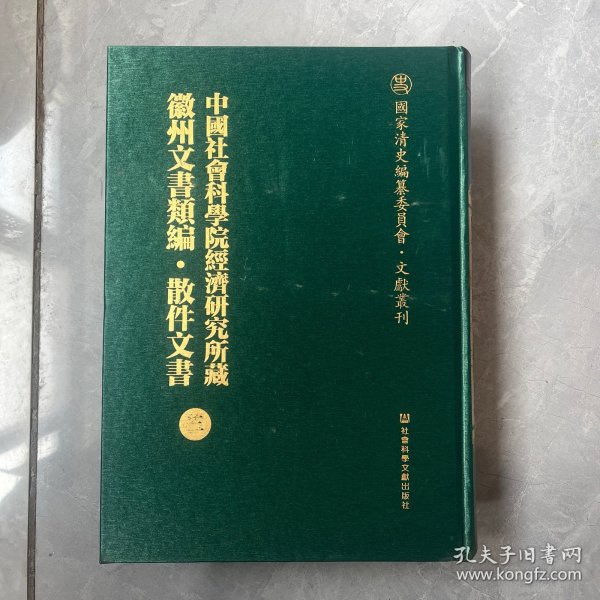 國家清史編纂委員會·文獻叢刊
中國社會科學院經濟研究所藏
徽州文書類編·散件文書
社會科學文獻出版社
孔夫子旧书网
www.kongfz.com